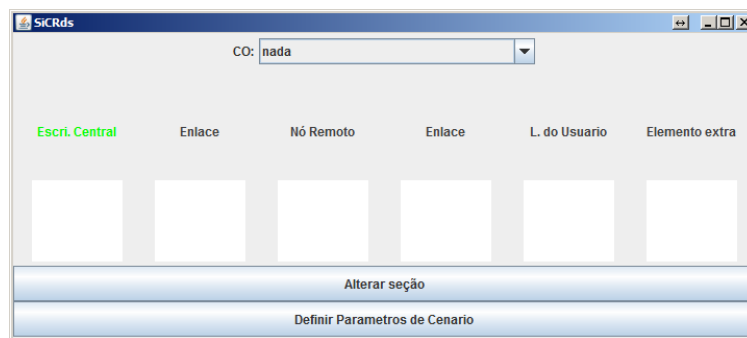 SiCRds
CO: nada
Escri. Central Enlace Nó Remoto Enlace L. do Usuario Elemento extra
Alterar seção
Definir Parametros de Cenario